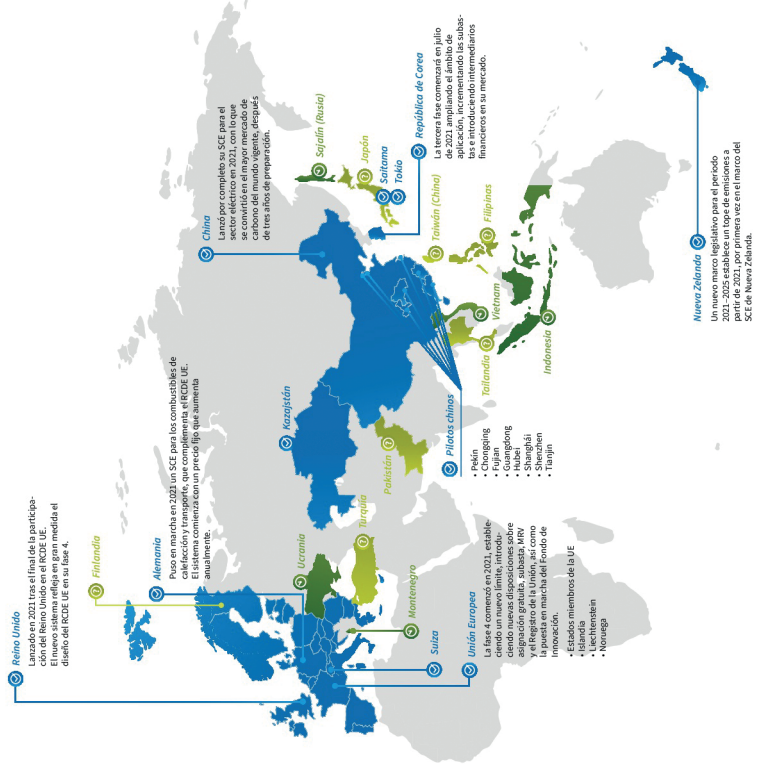 Reino Unido
Lanzado en 2021 tras el final de la participa-
ción del Reino Unido en el RCDE UE.
El nuevo sistema refleja en gran medida el
diseño del RCDE UE en su fase 4.
Finlandia
Alemania
Puso en marcha en 2021 un SCE para los combustibles de
calefacción y transporte, que complementa el RCDE UE.
El sistema comienza con un precio fijo que aumenta
anualmente.
China
Lanzó por completo su SCE para el
sector eléctrico en 2021, con lo que
se convirtió en el mayor mercado de
carbono del mundo vigente, después
de tres años de preparación.
Ucrania
Kazajstán
Sajalín (Rusia)
Turquía
Pakistán
Japón
Saitama
Tokio
República de Corea
La tercera fase comenzará en julio
de 2021 ampliando el ámbito de
aplicación, incrementando las subas-
tas e introduciendo intermediarios
financieros en su mercado.
Montenegro
Suiza
Unión Europea
La fase 4 comenzó en 2021, estable-
ciendo un nuevo límite, introdu-
ciendo nuevas disposiciones sobre
asignación gratuita, subasta, MRV
y el Registro de la Unión, así como
la puesta en marcha del Fondo de
Innovación.
• Estados miembros de la UE
• Islandia
• Liechtenstein
• Noruega
Pilotos chinos
• Pekín
• Chongqing
• Fujian
• Guangdong
• Hubei
• Shanghái
• Shenzhen
• Tianjin
Taiwán (China)
Filipinas
Tailandia
Vietnam
Indonesia
Nueva Zelanda
Un nuevo marco legislativo para el periodo
2021–2025 establece un tope de emisiones a
partir de 2021, por primera vez en el marco del
SCE de Nueva Zelanda.